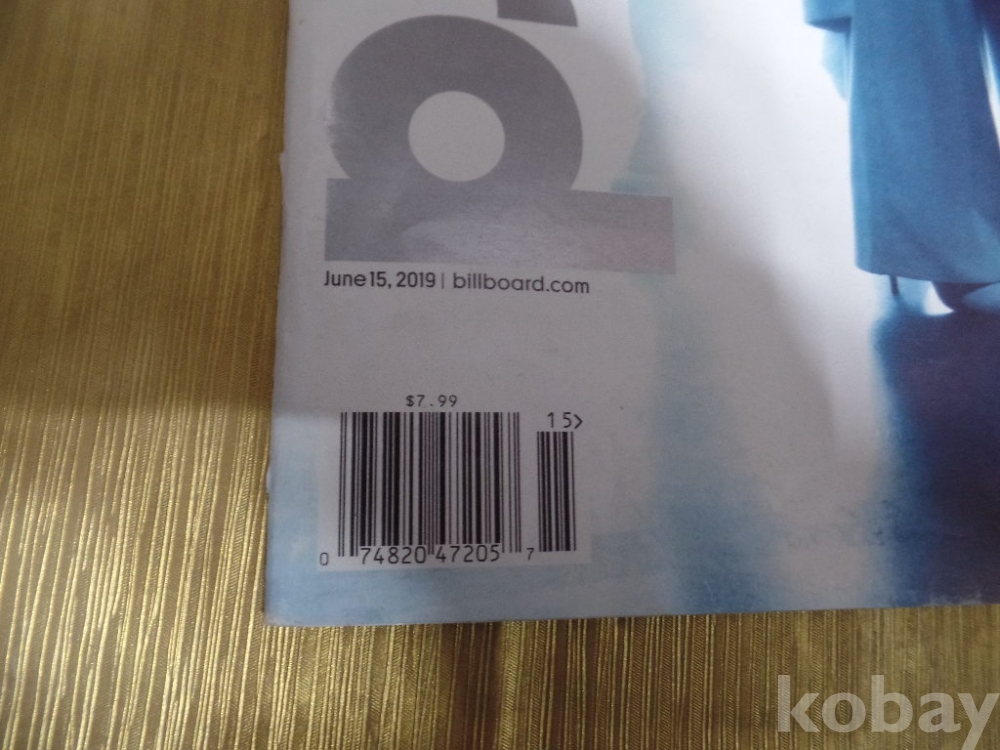 June 15, 2019 | billboard.com
$7.99
15>
0 74820 47205 7
kobay